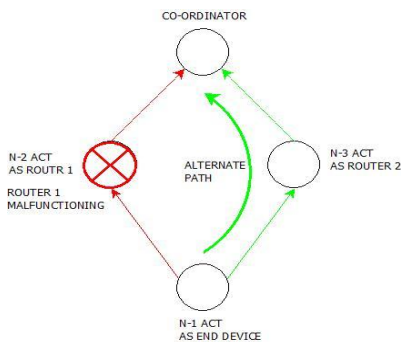 CO-ORDINATOR
N-2 ACT
AS ROUTR 1
ROUTER 1
MALFUNCTIONING
ALTERNATE
PATH
N-3 ACT
AS ROUTER 2
N-1 ACT
AS END DEVICE